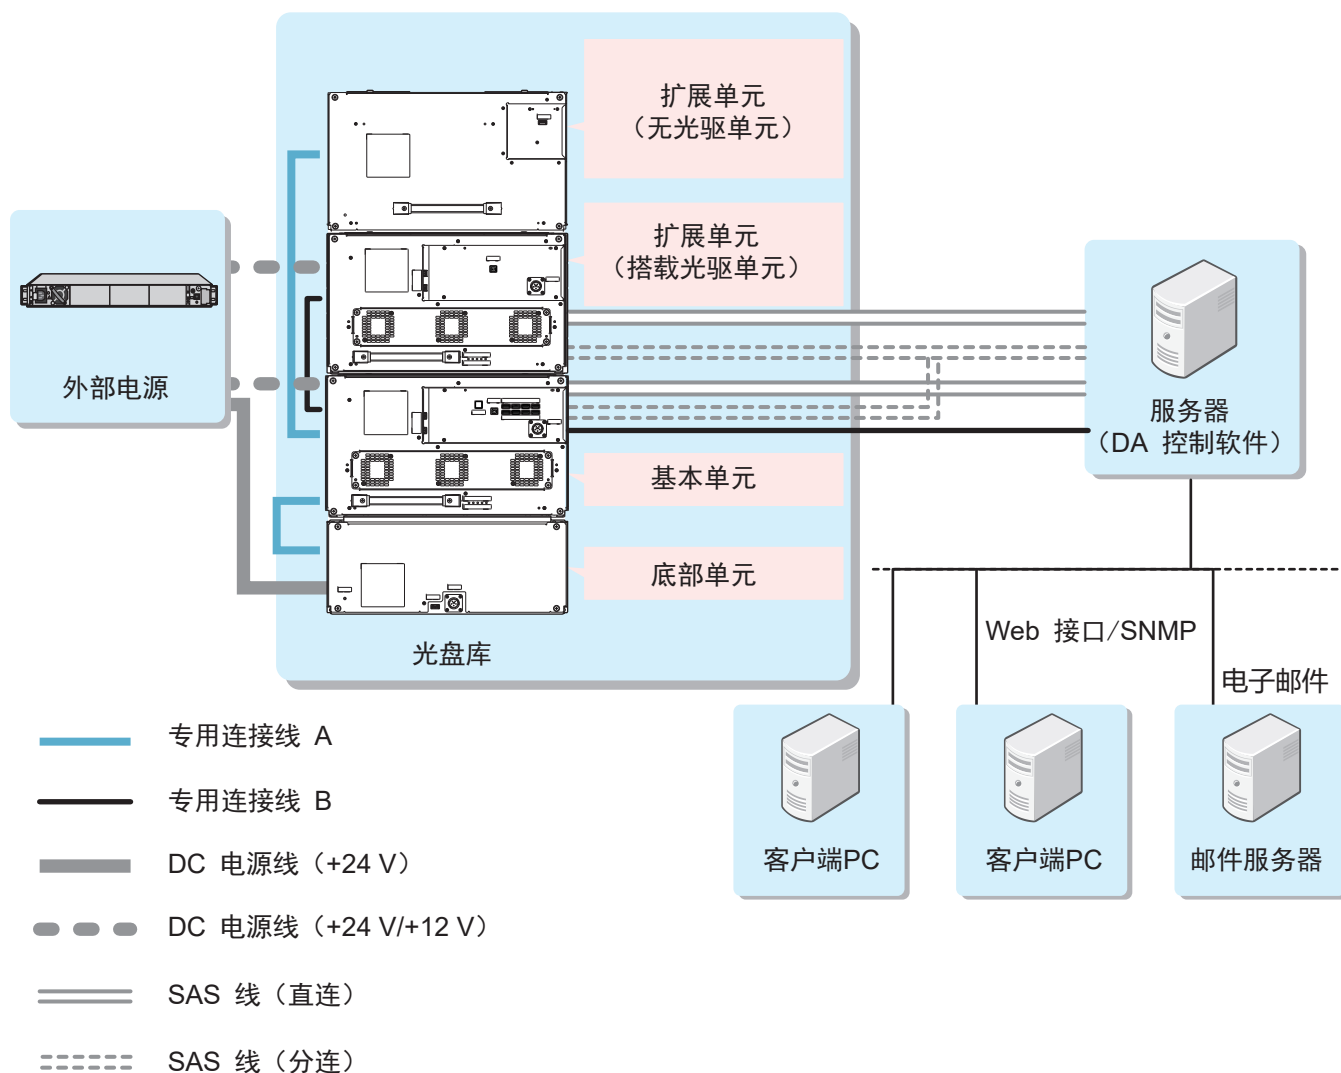 扩展单元
（无光驱单元）
扩展单元
（搭载光驱单元）
外部电源
服务器
（DA 控制软件）
基本单元
底部单元
光盘库
Web 接口/SNMP
电子邮件
客户端PC
客户端PC
邮件服务器
专用连接线 A
专用连接线 B
DC 电源线（+24 V）
DC 电源线（+24 V/+12 V）
SAS 线（直连）
SAS 线（分连）